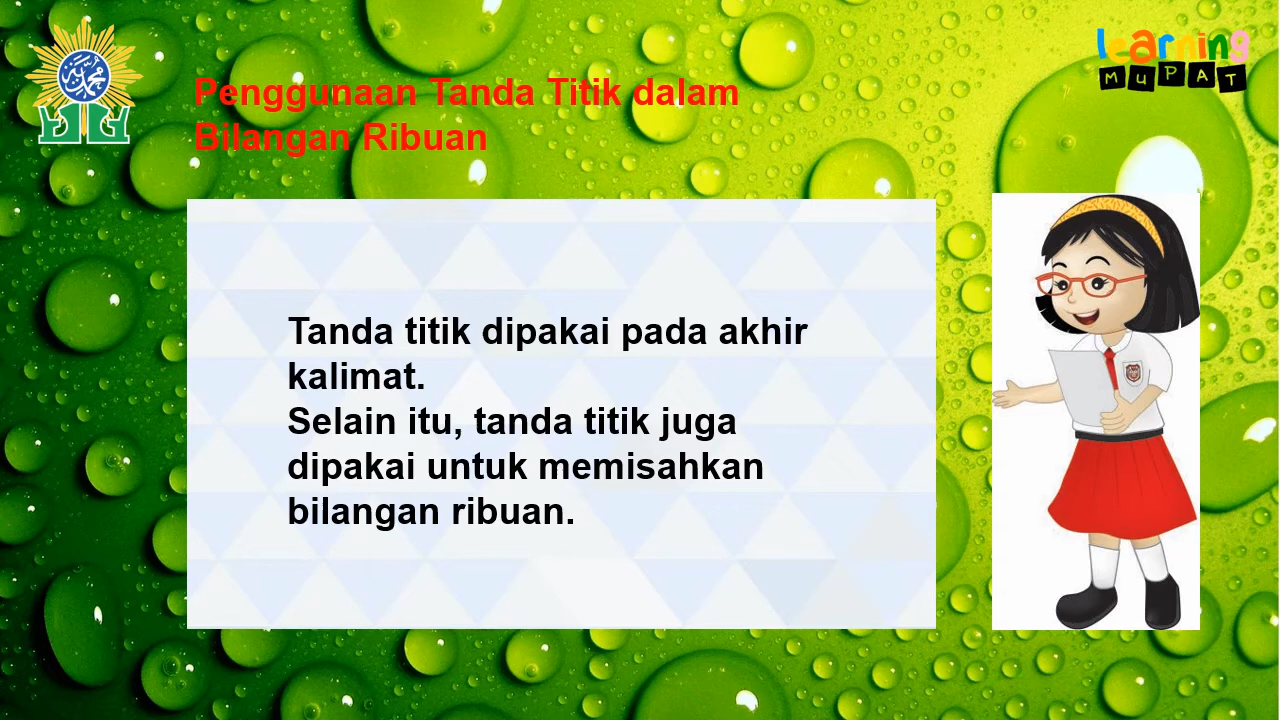 learning
MUPAT
Penggunaan Tanda Titik dalam
Bilangan Ribuan
Tanda titik dipakai pada akhir
kalimat.
Selain itu, tanda titik juga
dipakai untuk memisahkan
bilangan ribuan.